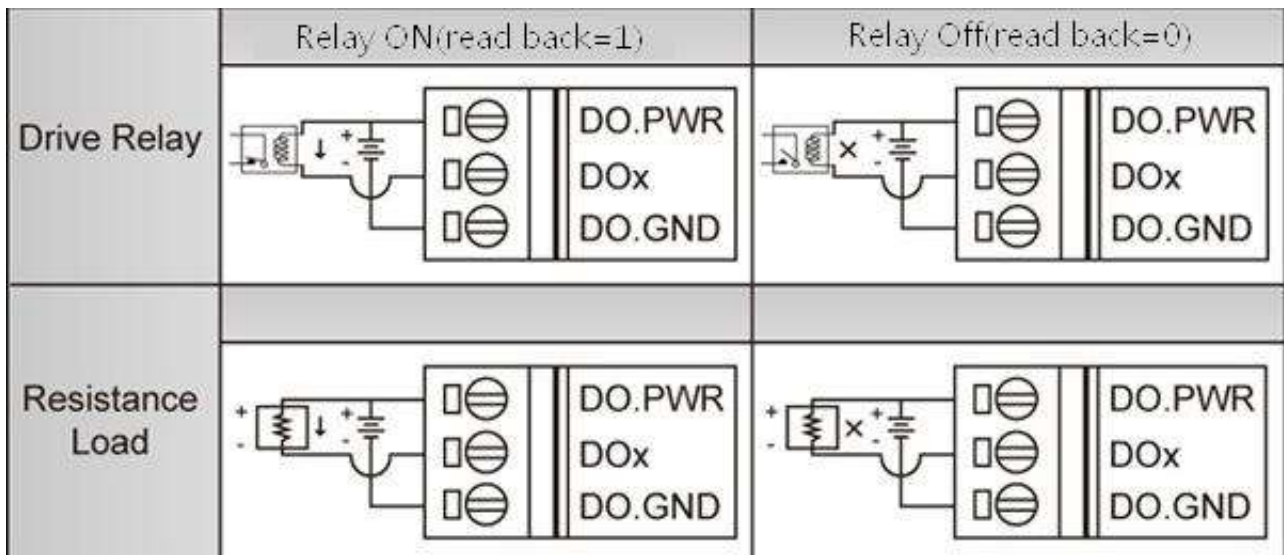 Relay ON(read back=1)
Relay Off(read back=0)
Drive Relay
+
-
DO.PWR
DOx
DO.GND
+
-
DO.PWR
DOx
DO.GND
Resistance
Load
+
-
+
-
DO.PWR
DOx
DO.GND
+
-
+
-
DO.PWR
DOx
DO.GND